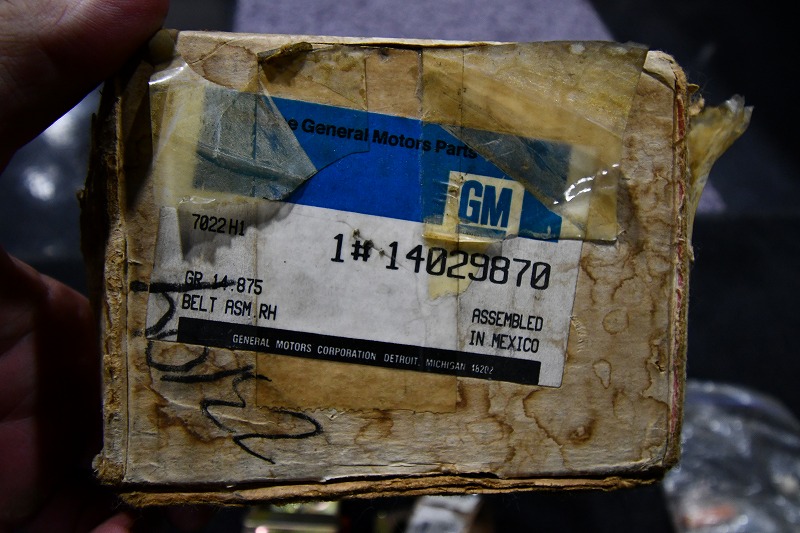 e General Motors Parts
GM
7022H1
1# 14029870
GR 14.875
BELT ASM.RH
ASSEMBLED
IN MEXICO
GENERAL MOTORS CORPORATION DETROIT, MICHIGAN 48202